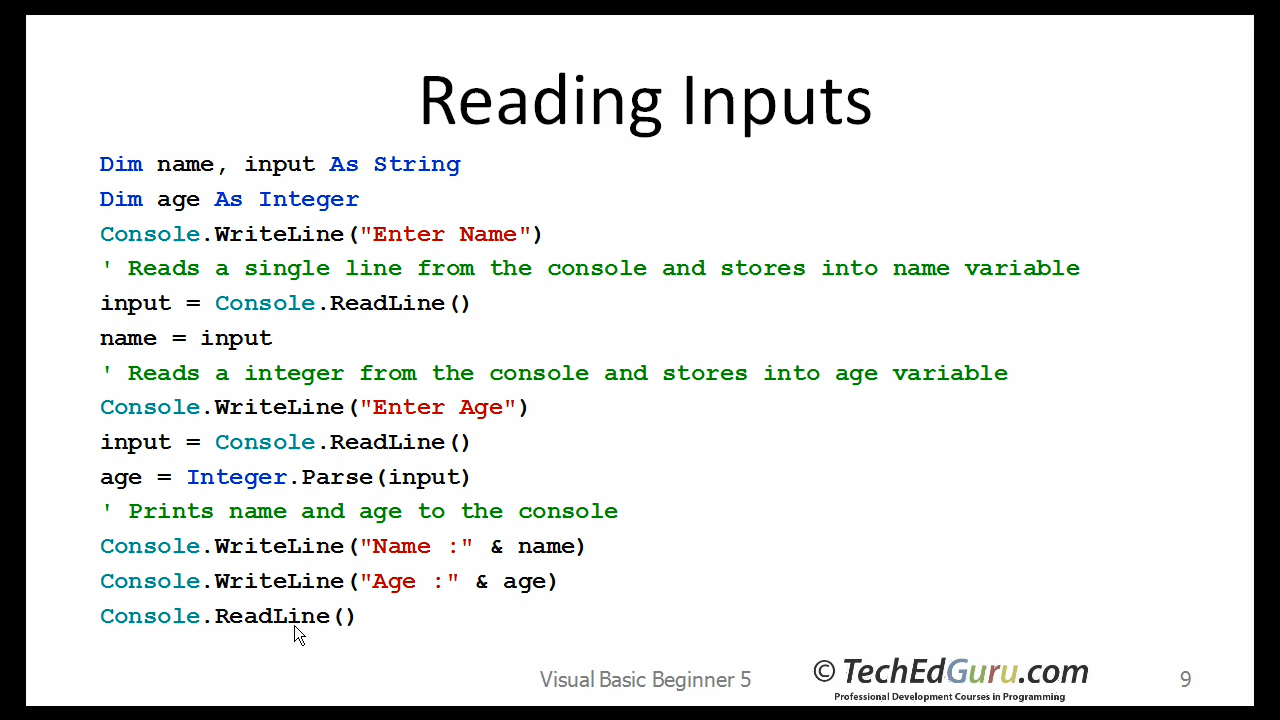 Reading Inputs
Dim name, input As String
Dim age As Integer
Console.WriteLine("Enter Name")
' Reads a single line from the console and stores into name variable
input = Console.ReadLine()
name = input
' Reads a integer from the console and stores into age variable
Console.WriteLine("Enter Age")
input = Console.ReadLine()
age = Integer.Parse(input)
' Prints name and age to the console
Console.WriteLine("Name :" & name)
Console.WriteLine("Age :" & age)
Console.ReadLine()
Visual Basic Beginner 5
© TechEdGuru.com
Professional Development Courses in Programming
9